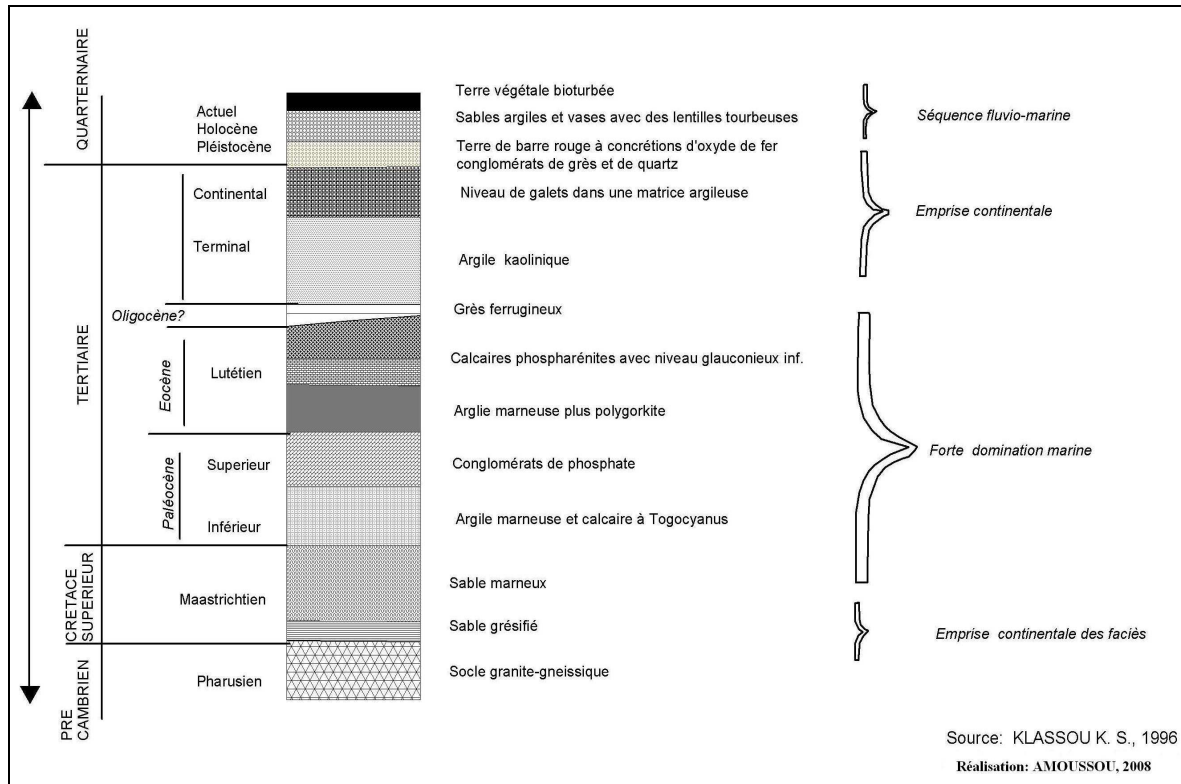 QUARTERNAIRE
Actuel
Holocène
Pléistocène
Terre végétale bioturbée
Sables argiles et vases avec des lentilles tourbeuses
Terre de barre rouge à concrétions d'oxyde de fer
conglomérats de grès et de quartz
Séquence fluvio-marine
TERTIAIRE
Continental
Terminal
Niveau de galets dans une matrice argileuse
Argile kaolinique
Emprise continentale
Oligocène?
Grès ferrugineux
Eocène
Lutétien
Calcaires phospharénites avec niveau glauconieux inf.
Arglie marneuse plus polygorkite
Paléocène
Superieur
Conglomérats de phosphate
Inférieur
Argile marneuse et calcaire à Togocyanus
Forte domination marine
CRETACE
SUPERIEUR
Maastrichtien
Sable marneux
Sable grésifié
Emprise continentale des faciès
PRE
CAMBRIEN
Pharusien
Socle granite-gneissique
Source: KLASSOU K. S., 1996
Réalisation: AMOUSSOU, 2008